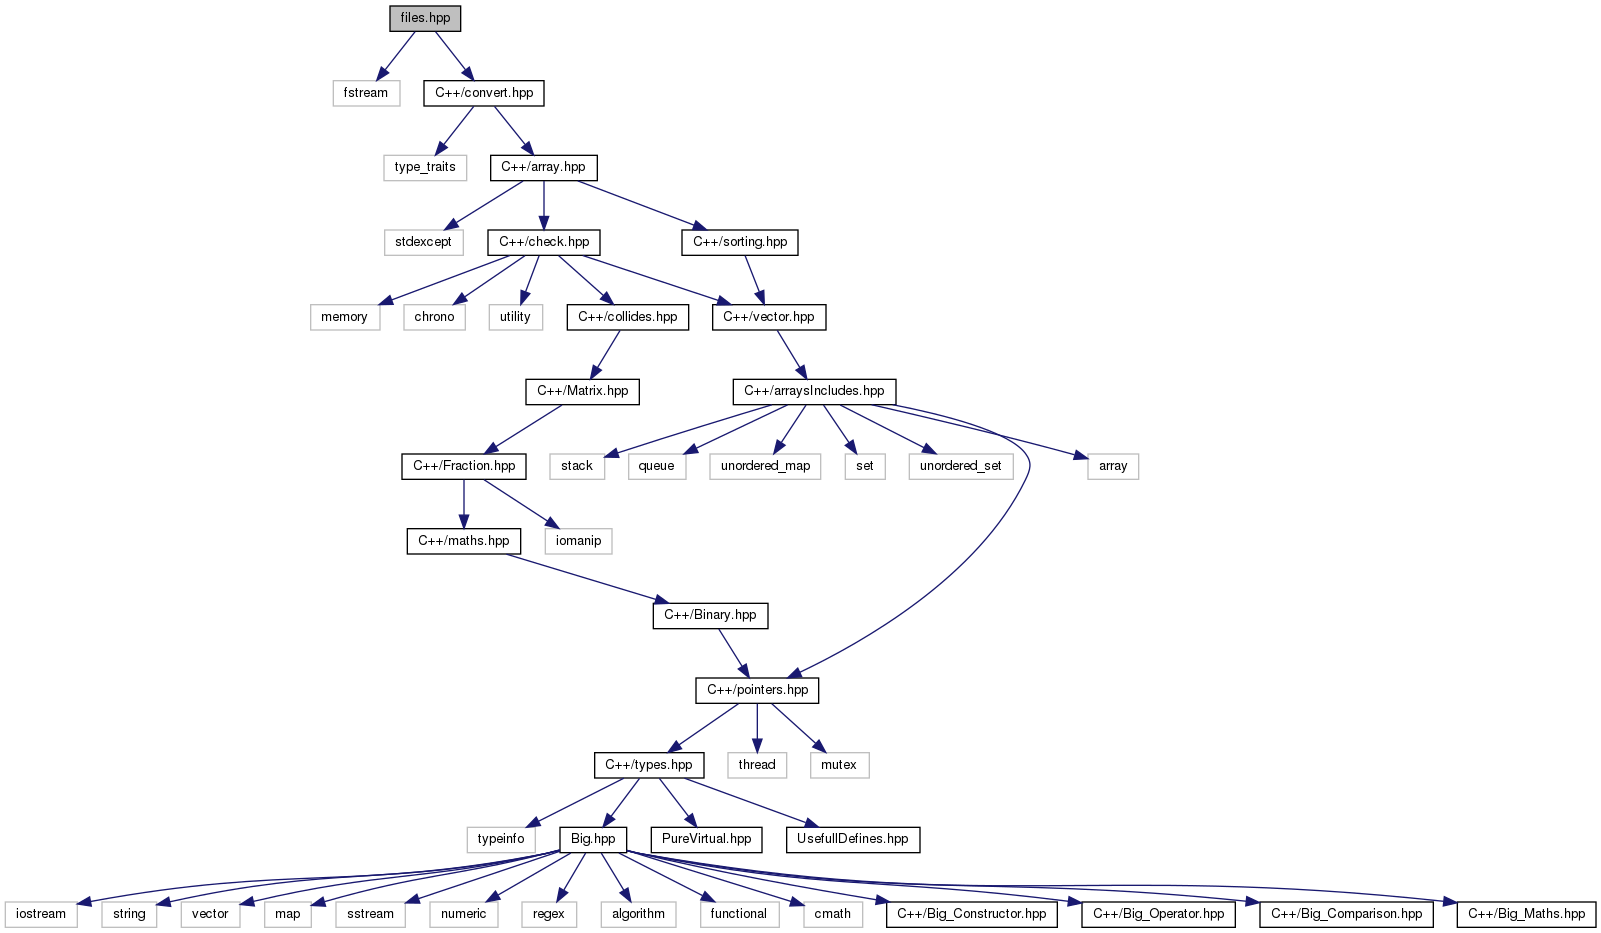 files.hpp
fstream
C++/convert.hpp
type_traits
C++/array.hpp
stdexcept
C++/check.hpp
C++/sorting.hpp
memory
chrono
utility
C++/collides.hpp
C++/vector.hpp
C++/Matrix.hpp
C++/arraysIncludes.hpp
C++/Fraction.hpp
stack
queue
unordered_map
set
unordered_set
array
C++/maths.hpp
iomanip
C++/Binary.hpp
C++/pointers.hpp
C++/types.hpp
thread
mutex
typeinfo
Big.hpp
PureVirtual.hpp
UsefullDefines.hpp
iostream
string
vector
map
sstream
numeric
regex
algorithm
functional
cmath
C++/Big_Constructor.hpp
C++/Big_Operator.hpp
C++/Big_Comparison.hpp
C++/Big_Maths.hpp